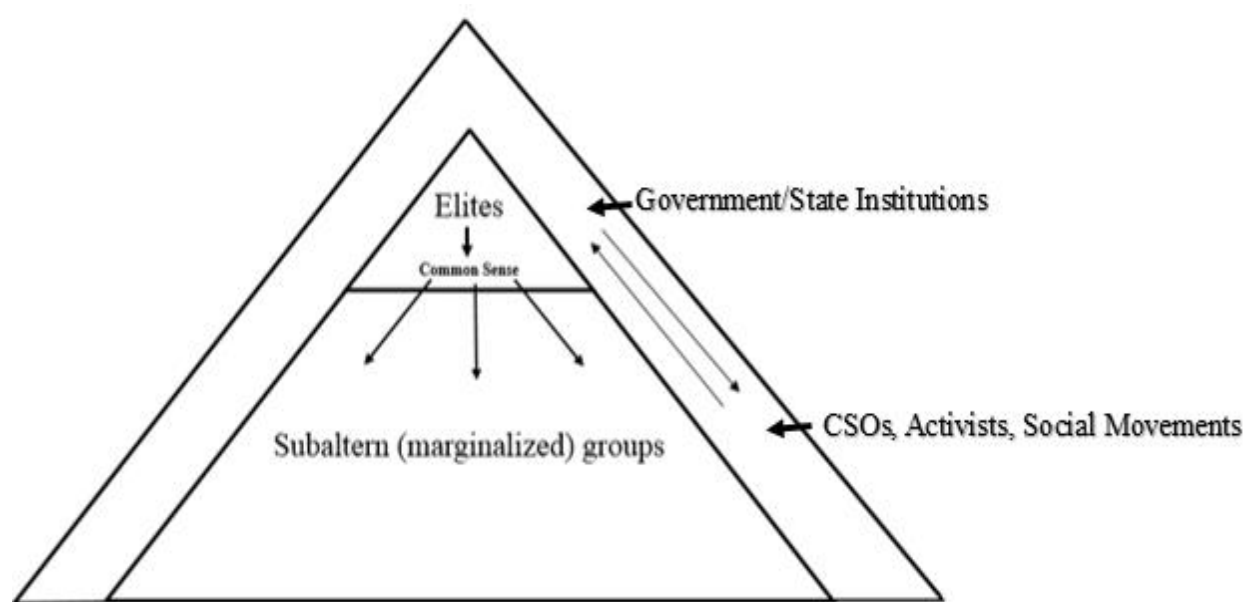 Elites
Government/State Institutions
Common Sense
CSOs, Activists, Social Movements
Subaltern (marginalized) groups